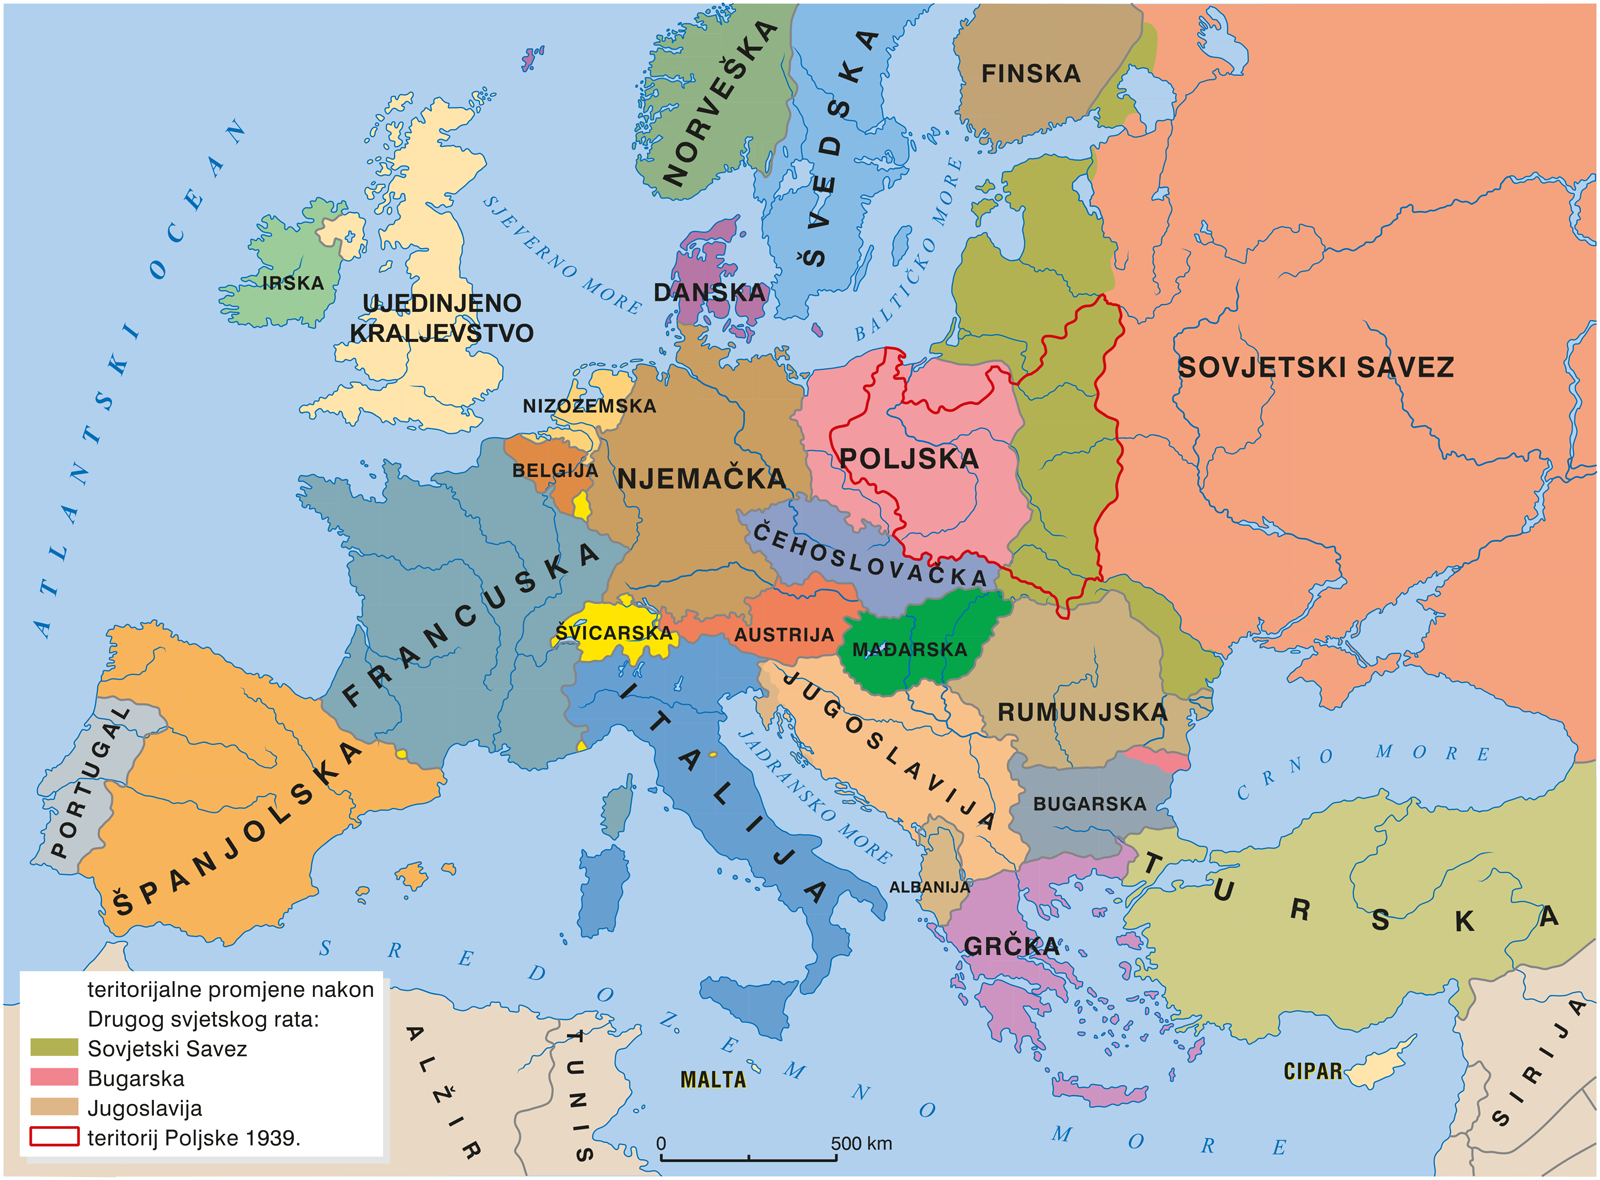 NORVEŠKA
ŠVEDSKA
FINSKA
ATLANTSKI OCEAN
SJEVERNO MORE
BALTIČKO MORE
IRSKA
UJEDINJENO
KRALJEVSTVO
DANSKA
SOVJETSKI SAVEZ
NIZOZEMSKA
BELGIJA
NJEMAČKA
POLJSKA
ČEHOSLOVAČKA
FRANCUSKA
ŠVICARSKA
AUSTRIJA
MAĐARSKA
RUMUNJSKA
ITALIJA
JUGOSLAVIJA
JADRANSKO MORE
PORTUGAL
ŠPANJOLSKA
BUGARSKA
CRNO MORE
ALBANIJA
GRČKA
TURSKA
SREDOZEMNO MORE
ALŽIR
TUNIS
MALTA
CIPAR
SIRIJA
teritorijalne promjene nakon
Drugog svjetskog rata:
Sovjetski Savez
Bugarska
Jugoslavija
teritorij Poljske 1939.
0 500 km